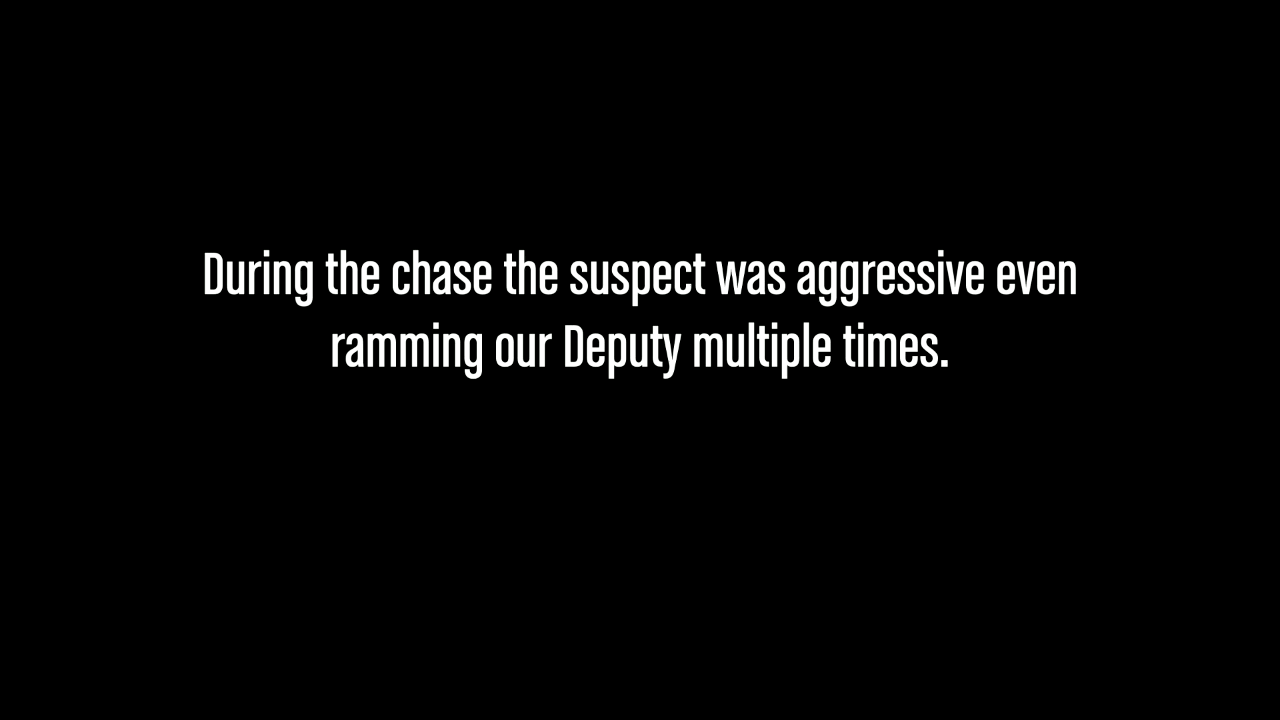 During the chase the suspect was aggressive even
ramming our Deputy multiple times.